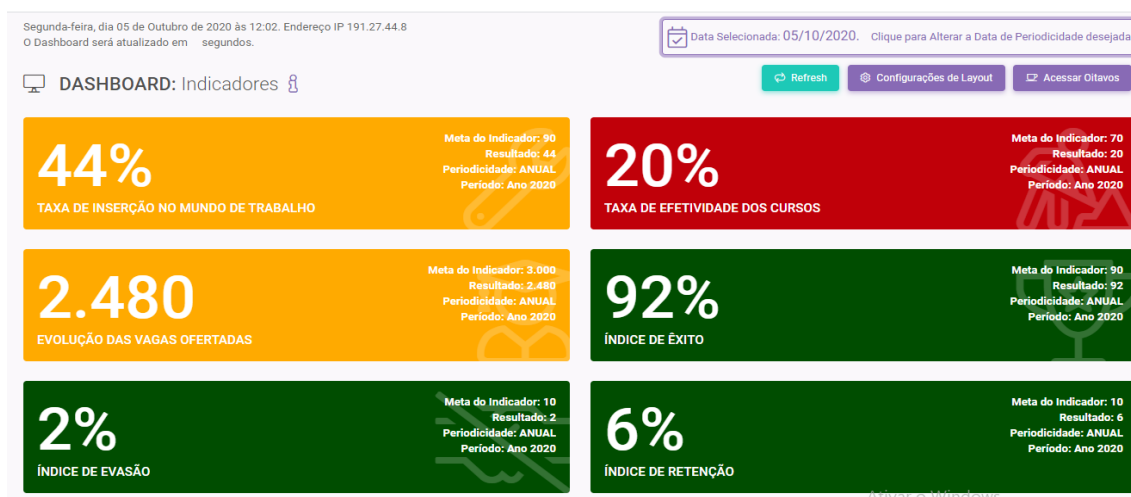 Segunda-feira, dia 05 de Outubro de 2020 às 12:02. Endereço IP 191.27.44.8
O Dashboard será atualizado em segundos.
Data Selecionada: 05/10/2020. Clique para Alterar a Data de Periodicidade desejada
DASHBOARD: Indicadores
Refresh
Configurações de Layout
Acessar Oitavos
44%
TAXA DE INSERÇÃO NO MUNDO DE TRABALHO
Meta do Indicador: 90
Resultado: 44
Periodicidade: ANUAL
Período: Ano 2020
20%
TAXA DE EFETIVIDADE DOS CURSOS
Meta do Indicador: 70
Resultado: 20
Periodicidade: ANUAL
Período: Ano 2020
2.480
EVOLUÇÃO DAS VAGAS OFERTADAS
Meta do Indicador: 3.000
Resultado: 2.480
Periodicidade: ANUAL
Período: Ano 2020
92%
ÍNDICE DE ÊXITO
Meta do Indicador: 90
Resultado: 92
Periodicidade: ANUAL
Período: Ano 2020
2%
ÍNDICE DE EVASÃO
Meta do Indicador: 10
Resultado: 2
Periodicidade: ANUAL
Período: Ano 2020
6%
ÍNDICE DE RETENÇÃO
Meta do Indicador: 10
Resultado: 6
Periodicidade: ANUAL
Período: Ano 2020
Ativar o Windows